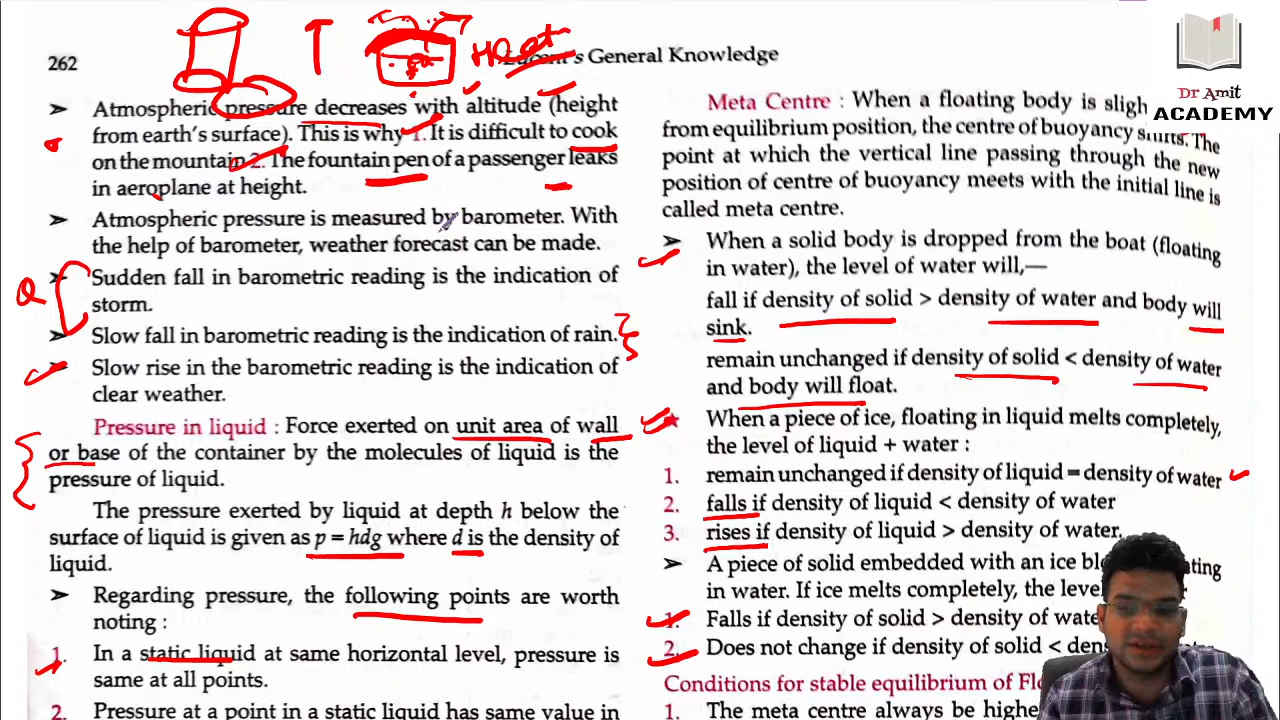 262
Lucent's General Knowledge
HEat
Dr Amit
ACADEMY
➤ Atmospheric pressure decreases with altitude (height
from earth's surface). This is why 1. It is difficult to cook
on the mountain 2. The fountain pen of a passenger leaks
in aeroplane at height.
➤ Atmospheric pressure is measured by barometer. With
the help of barometer, weather forecast can be made.
Q
➤ Sudden fall in barometric reading is the indication of
storm.
➤ Slow fall in barometric reading is the indication of rain.
➤ Slow rise in the barometric reading is the indication of
clear weather.
Pressure in liquid : Force exerted on unit area of wall
or base of the container by the molecules of liquid is the
pressure of liquid.
The pressure exerted by liquid at depth h below the
surface of liquid is given as p = hdg where d is the density of
liquid.
➤ Regarding pressure, the following points are worth
noting :
1. In a static liquid at same horizontal level, pressure is
same at all points.
2. Pressure at a point in a static liquid has same value in
Meta Centre : When a floating body is
from equilibrium position, the centre of buoyancy shifts. The
point at which the vertical line passing through the new
position of centre of buoyancy meets with the initial line is
called meta centre.
➤ When a solid body is dropped from the boat (floating
in water), the level of water will,—
fall if density of solid > density of water and body will
sink.
remain unchanged if density of solid < density of water
and body will float.
★ When a piece of ice, floating in liquid melts completely,
the level of liquid + water :
1. remain unchanged if density of liquid = density of water
2. falls if density of liquid < density of water
3. rises if density of liquid > density of water.
➤ A piece of solid embedded with an ice
in water. If ice melts completely, the level
1. Falls if density of solid > density of
2. Does not change if density of solid <
Conditions for stable equilibrium of
1. The meta centre always be